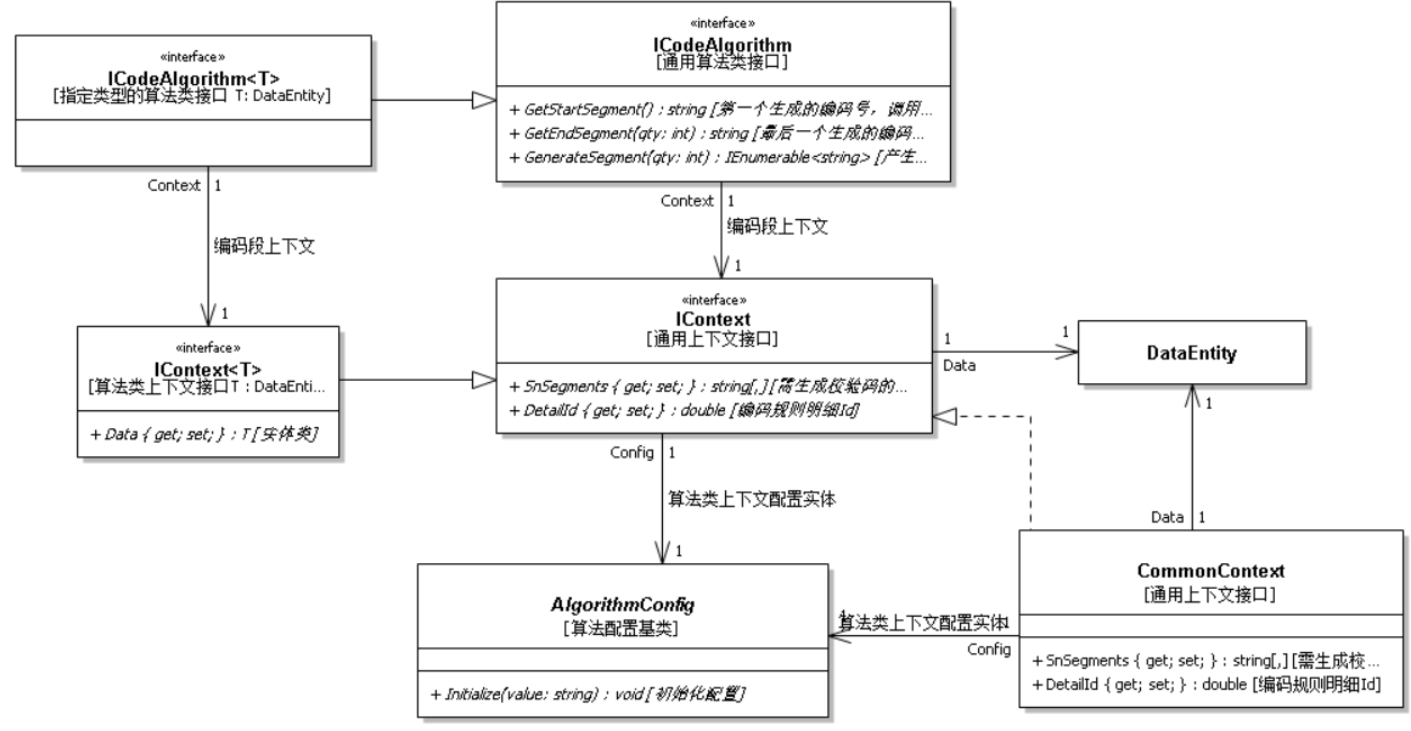 «interface»
ICodeAlgorithm<T>
[指定类型的算法类接口 T: DataEntity]
«interface»
ICodeAlgorithm
[通用算法类接口]
+ GetStartSegment() : string [第一个生成的编码号，调用...
+ GetEndSegment(qty: int) : string [最后一个生成的编码...
+ GenerateSegment(qty: int) : IEnumerable<string> [产生...
Context 1
编码段上下文
1
Context 1
编码段上下文
1
«interface»
IContext<T>
[算法类上下文接口T : DataEnti...
+ Data { get; set; } : T [实体类]
«interface»
IContext
[通用上下文接口]
+ SnSegments { get; set; } : string[,] [需生成校验码的...
+ DetailId { get; set; } : double [编码规则明细Id]
1
Data
1
DataEntity
1
Data 1
Config 1
算法类上下文配置实体
1
AlgorithmConfig
[算法配置基类]
+ Initialize(value: string) : void [初始化配置]
1
算法类上下文配置实体
1
Config
CommonContext
[通用上下文接口]
+ SnSegments { get; set; } : string[,] [需生成校...
+ DetailId { get; set; } : double [编码规则明细Id]